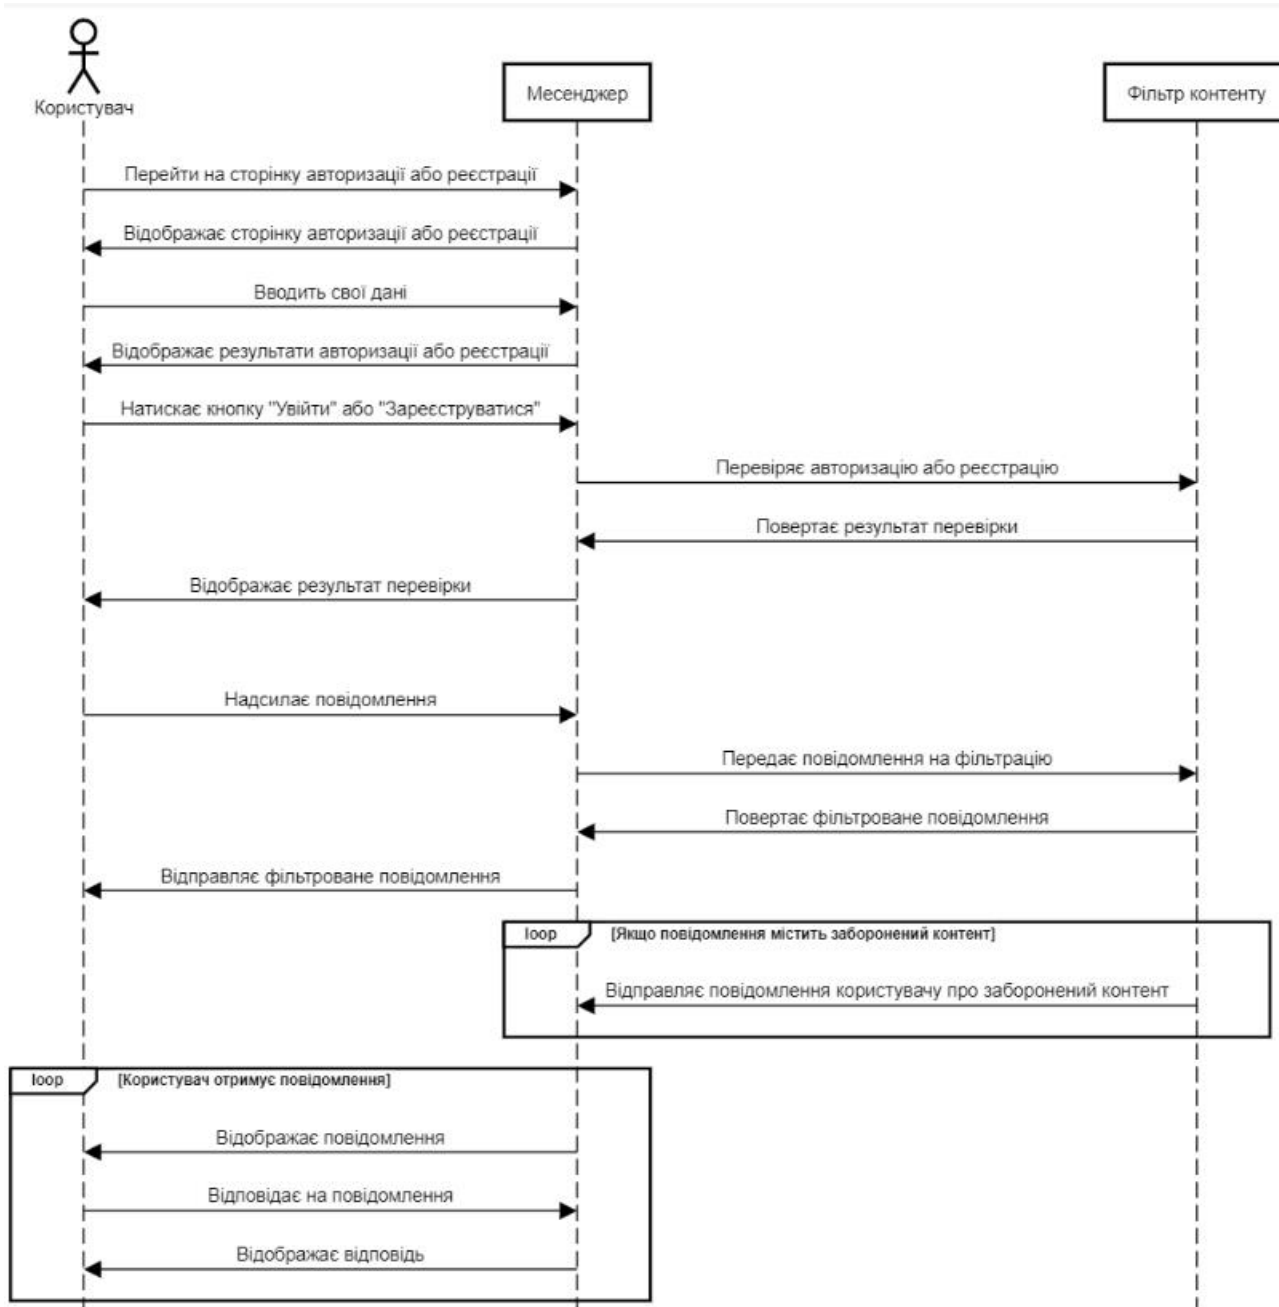 Користувач
Месенджер
Фільтр контенту
Перейти на сторінку авторизації або реєстрації
Відображає сторінку авторизації або реєстрації
Вводить свої дані
Відображає результати авторизації або реєстрації
Натискає кнопку "Увійти" або "Зареєструватися"
Перевіряє авторизацію або реєстрацію
Повертає результат перевірки
Відображає результат перевірки
Надсилає повідомлення
Передає повідомлення на фільтрацію
Повертає фільтроване повідомлення
Відправляє фільтроване повідомлення
loop [Якщо повідомлення містить заборонений контент]
Відправляє повідомлення користувачу про заборонений контент
loop [Користувач отримує повідомлення]
Відображає повідомлення
Відповідає на повідомлення
Відображає відповідь